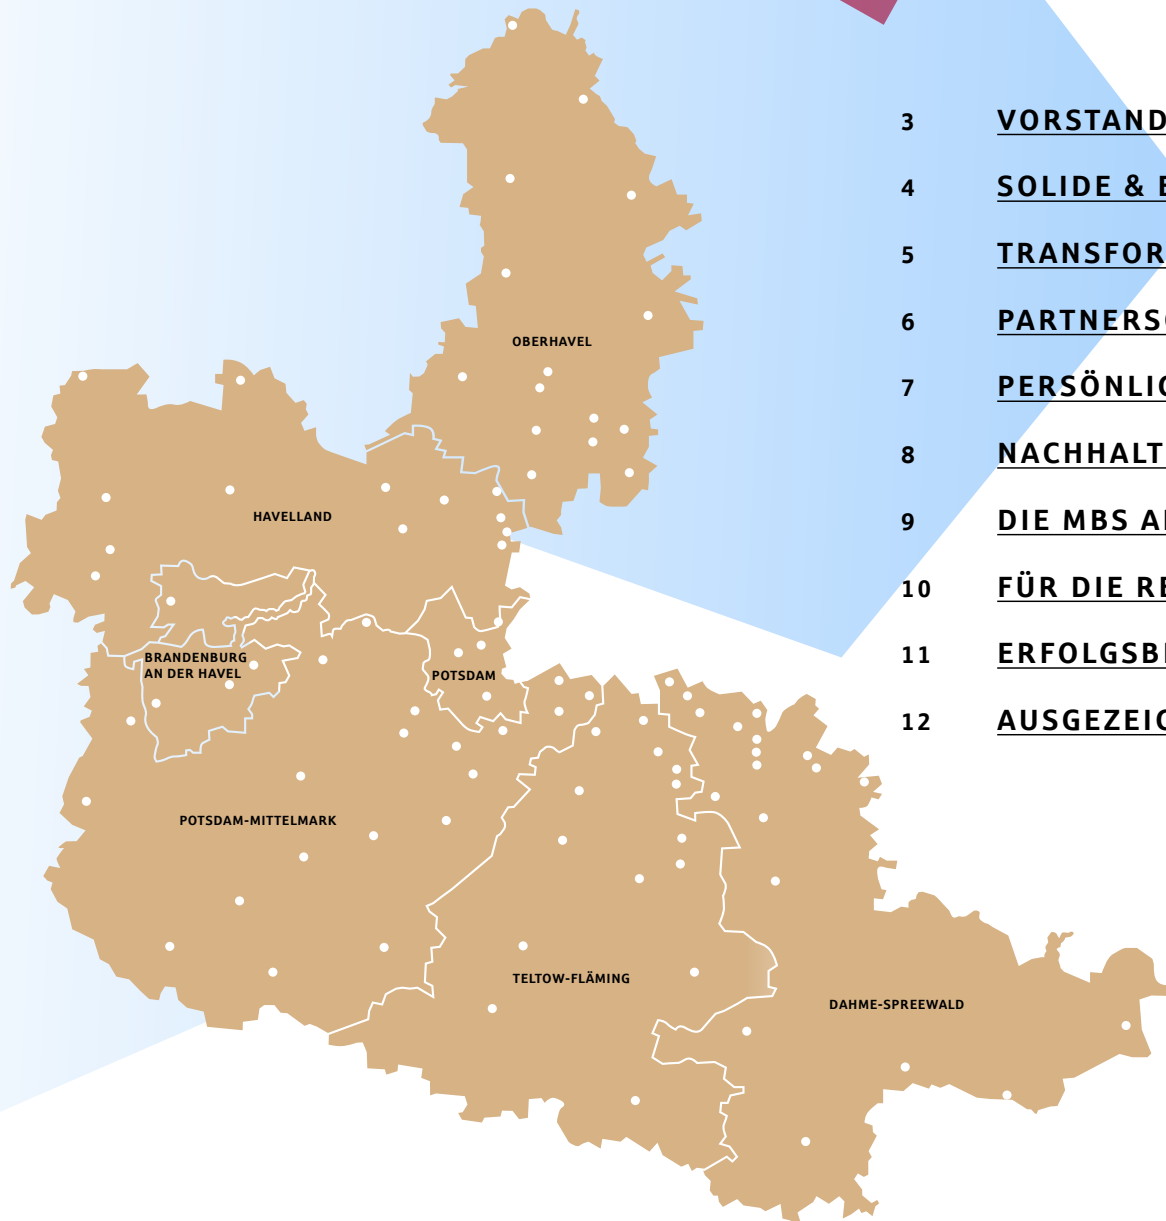 OBERHAVEL
HAVELLAND
BRANDENBURG
AN DER HAVEL
POTSDAM
POTSDAM-MITTELMARK
TELTOW-FLÄMING
DAHME-SPREEWALD
3 VORSTAND
4 SOLIDE &
5 TRANSFOR
6 PARTNERS
7 PERSÖNLI
8 NACHHALT
9 DIE MBS
10 FÜR DIE
11 ERFOLGSB
12 AUSGEZEI